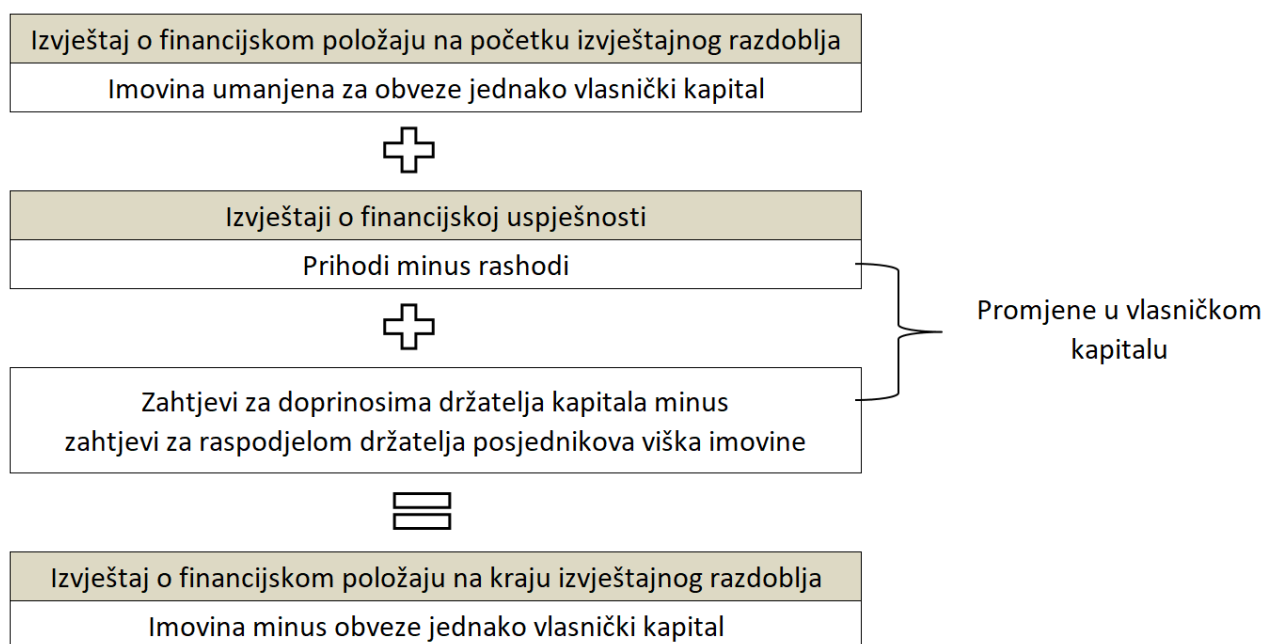 Izvještaj o financijskom položaju na početku izvještajnog razdoblja
Imovina umanjena za obveze jednako vlasnički kapital
Izvještaji o financijskoj uspješnosti
Prihodi minus rashodi
Promjene u vlasničkom
kapitalu
Zahtjevi za doprinosima držatelja kapitala minus
zahtjevi za raspodjelom držatelja posjednikova viška imovine
Izvještaj o financijskom položaju na kraju izvještajnog razdoblja
Imovina minus obveze jednako vlasnički kapital